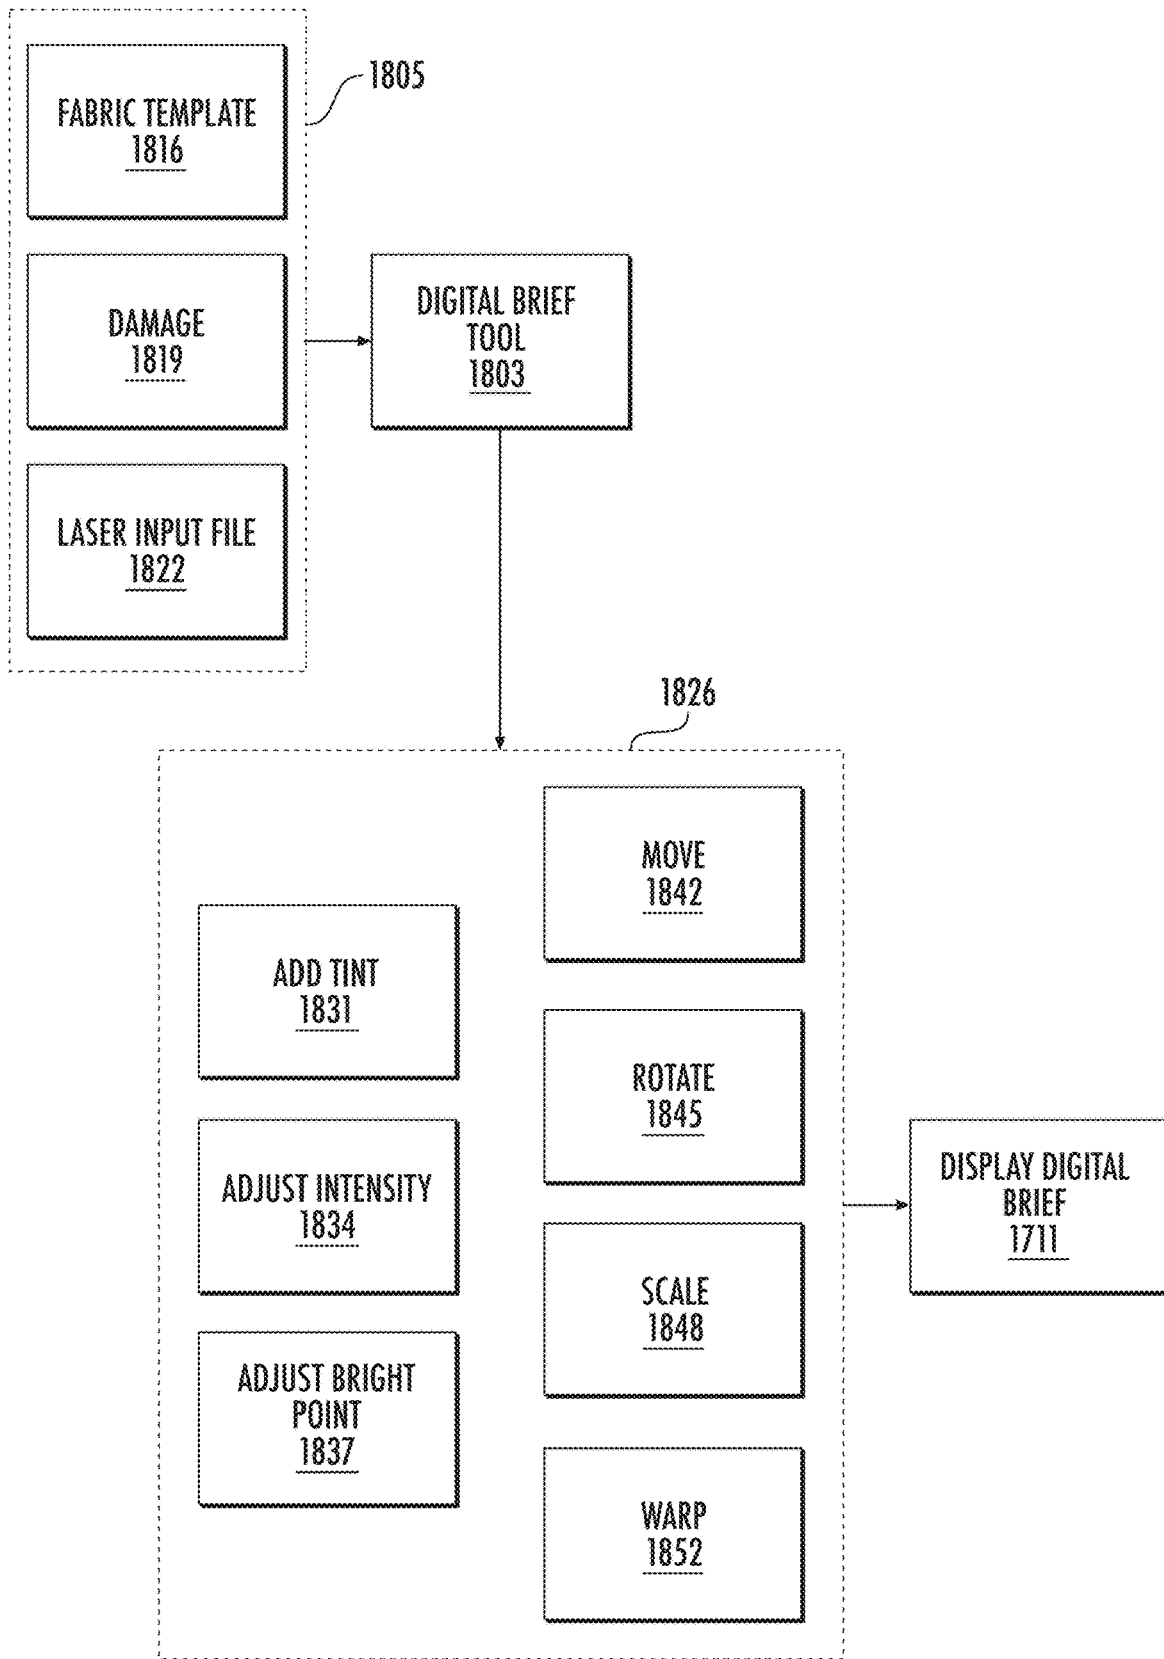 1805
FABRIC TEMPLATE
1816
DAMAGE
1819
LASER INPUT FILE
1822
DIGITAL BRIEF
TOOL
1803
1826
ADD TINT
1831
ADJUST INTENSITY
1834
ADJUST BRIGHT
POINT
1837
MOVE
1842
ROTATE
1845
SCALE
1848
WARP
1852
DISPLAY DIGITAL
BRIEF
1711